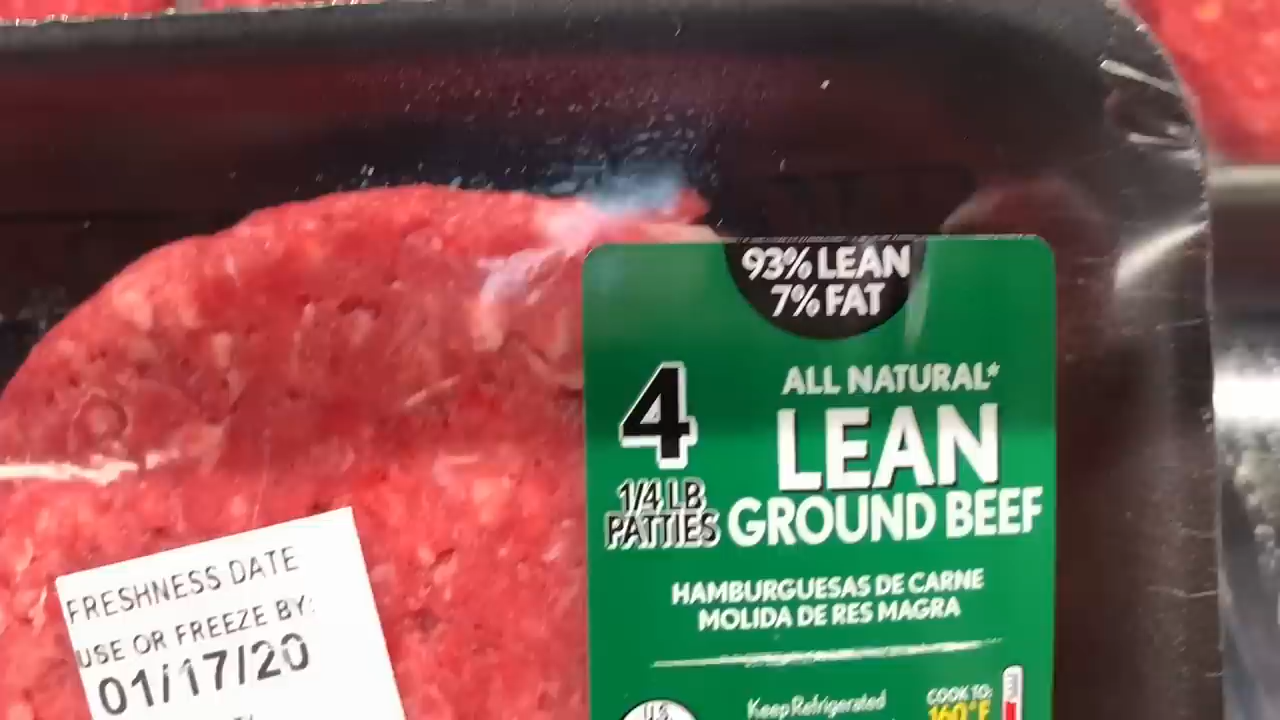 93% LEAN
7% FAT
4
1/4 LB
PATTIES
ALL NATURAL*
LEAN
GROUND BEEF
HAMBURGUESAS DE CARNE
MOLIDA DE RES MAGRA
Keep Refrigerated
COOK TO:
160°F
FRESHNESS DATE
USE OR FREEZE BY:
01/17/20